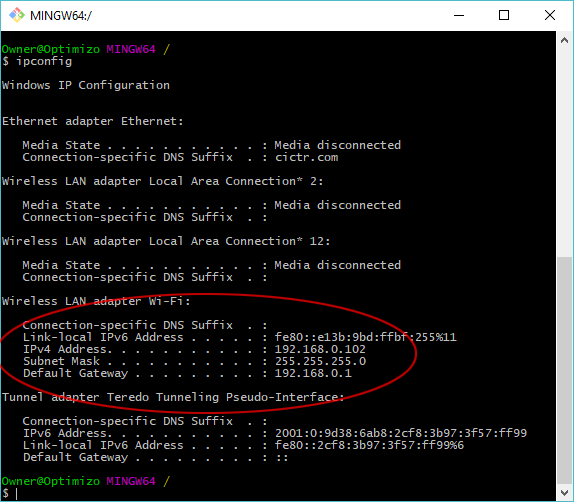 MINGW64:/
Owner@Optimizo MINGW64 /
$ ipconfig
Windows IP Configuration
Ethernet adapter Ethernet:
Media State . . . . . . . . . . . : Media disconnected
Connection-specific DNS Suffix  . : cictr.com
Wireless LAN adapter Local Area Connection* 2:
Media State . . . . . . . . . . . : Media disconnected
Connection-specific DNS Suffix  . :
Wireless LAN adapter Local Area Connection* 12:
Media State . . . . . . . . . . . : Media disconnected
Connection-specific DNS Suffix  . :
Wireless LAN adapter Wi-Fi:
Connection-specific DNS Suffix  . :
Link-local IPv6 Address . . . . . : fe80::e13b:9bd:ffbf:255%11
IPv4 Address. . . . . . . . . . . : 192.168.0.102
Subnet Mask . . . . . . . . . . . : 255.255.255.0
Default Gateway . . . . . . . . . : 192.168.0.1
Tunnel adapter Teredo Tunneling Pseudo-Interface:
Connection-specific DNS Suffix  . :
IPv6 Address. . . . . . . . . . . : 2001:0:9d38:6ab8:2cf8:3b97:3f57:ff99
Link-local IPv6 Address . . . . . : fe80::2cf8:3b97:3f57:ff99%6
Default Gateway . . . . . . . . . : ::
Owner@Optimizo MINGW64 /
$